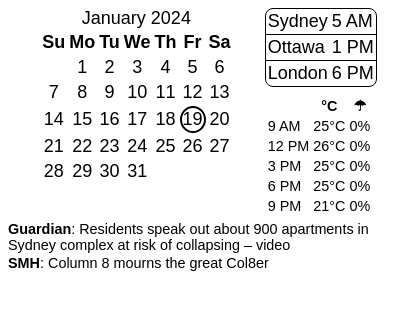 January 2024
Su Mo Tu We Th Fr Sa
1 2 3 4 5 6
7 8 9 10 11 12 13
14 15 16 17 18 19 20
21 22 23 24 25 26 27
28 29 30 31
Sydney 5 AM
Ottawa 1 PM
London 6 PM
°C ☂
9 AM 25°C 0%
12 PM 26°C 0%
3 PM 25°C 0%
6 PM 25°C 0%
9 PM 21°C 0%
Guardian: Residents speak out about 900 apartments in
Sydney complex at risk of collapsing – video
SMH: Column 8 mourns the great Col8er